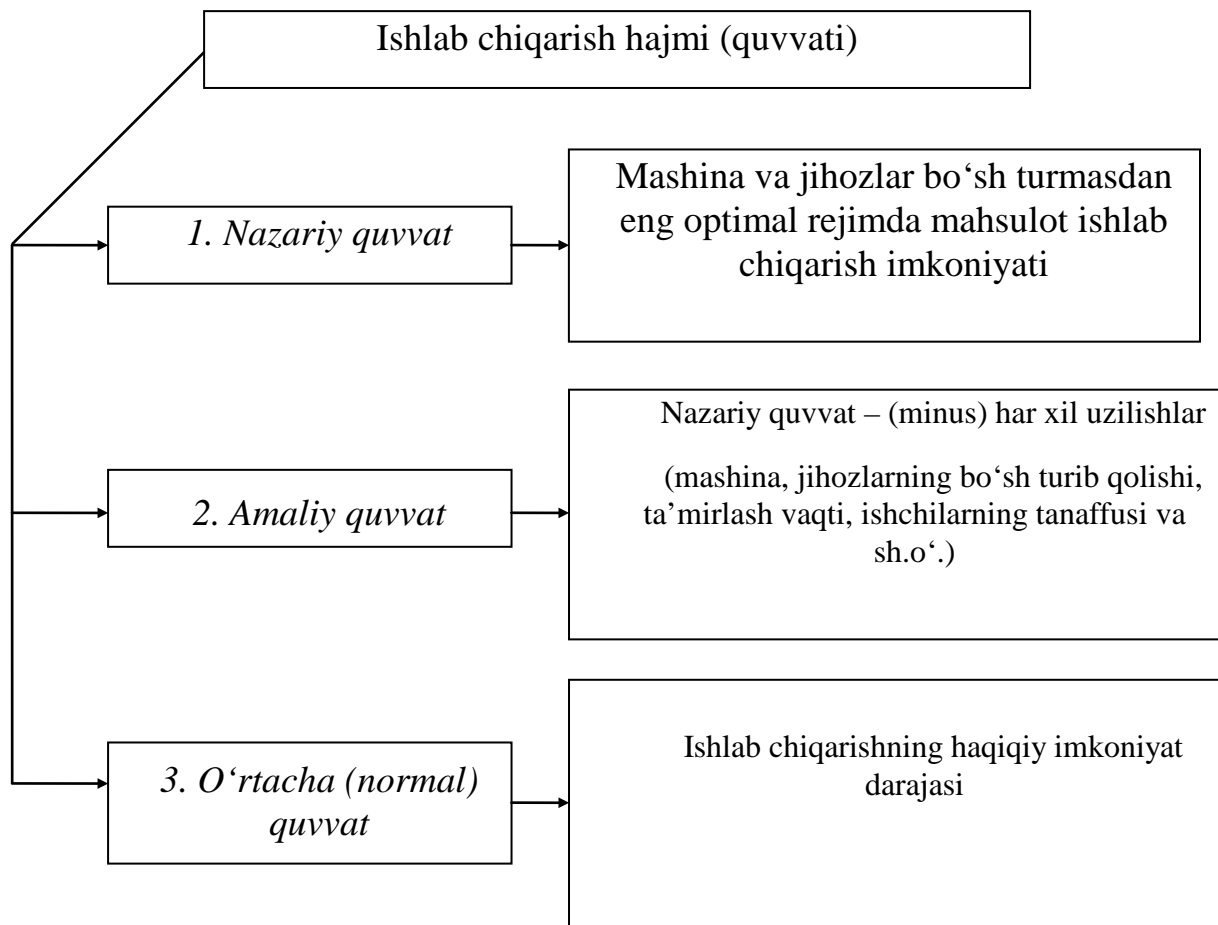 Ishlab chiqarish hajmi (quvvati)
1. Nazariy quvvat
Mashina va jihozlar bo‘sh turmasdan
eng optimal rejimda mahsulot ishlab
chiqarish imkoniyati
2. Amaliy quvvat
Nazariy quvvat – (minus) har xil uzilishlar
(mashina, jihozlarning bo‘sh turib qolishi,
ta’mirlash vaqti, ishchilarning tanaffusi va
sh.o‘.)
3. O‘rtacha (normal)
quvvat
Ishlab chiqarishning haqiqiy imkoniyat
darajasi